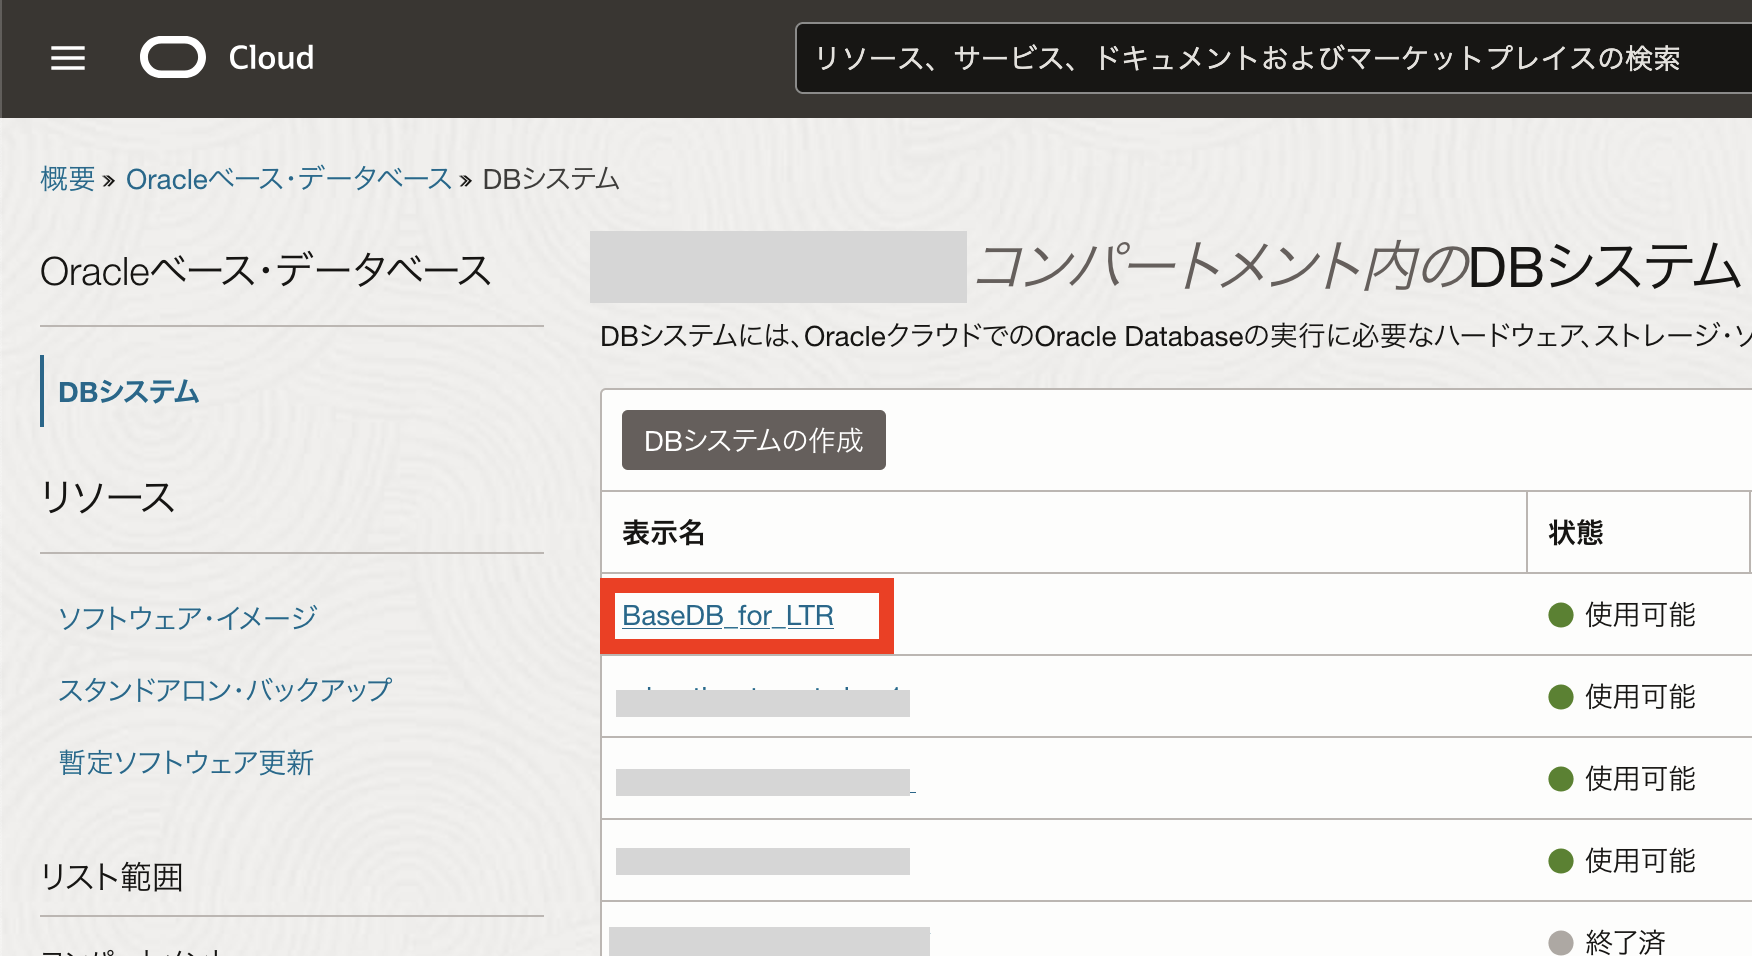 Cloud
リソース、サービス、ドキュメントおよびマーケットプレイスの検索
概要 » Oracleベース・データベース » DBシステム
Oracleベース・データベース
DBシステム
リソース
ソフトウェア・イメージ
スタンドアロン・バックアップ
暫定ソフトウェア更新
リスト範囲
コンパートメント
コンパートメント内のDBシステム
DBシステムには、OracleクラウドでのOracle Databaseの実行に必要なハードウェア、ストレージ・ソ
DBシステムの作成
表示名 状態
BaseDB_for_LTR 使用可能
使用可能
使用可能
使用可能
終了済